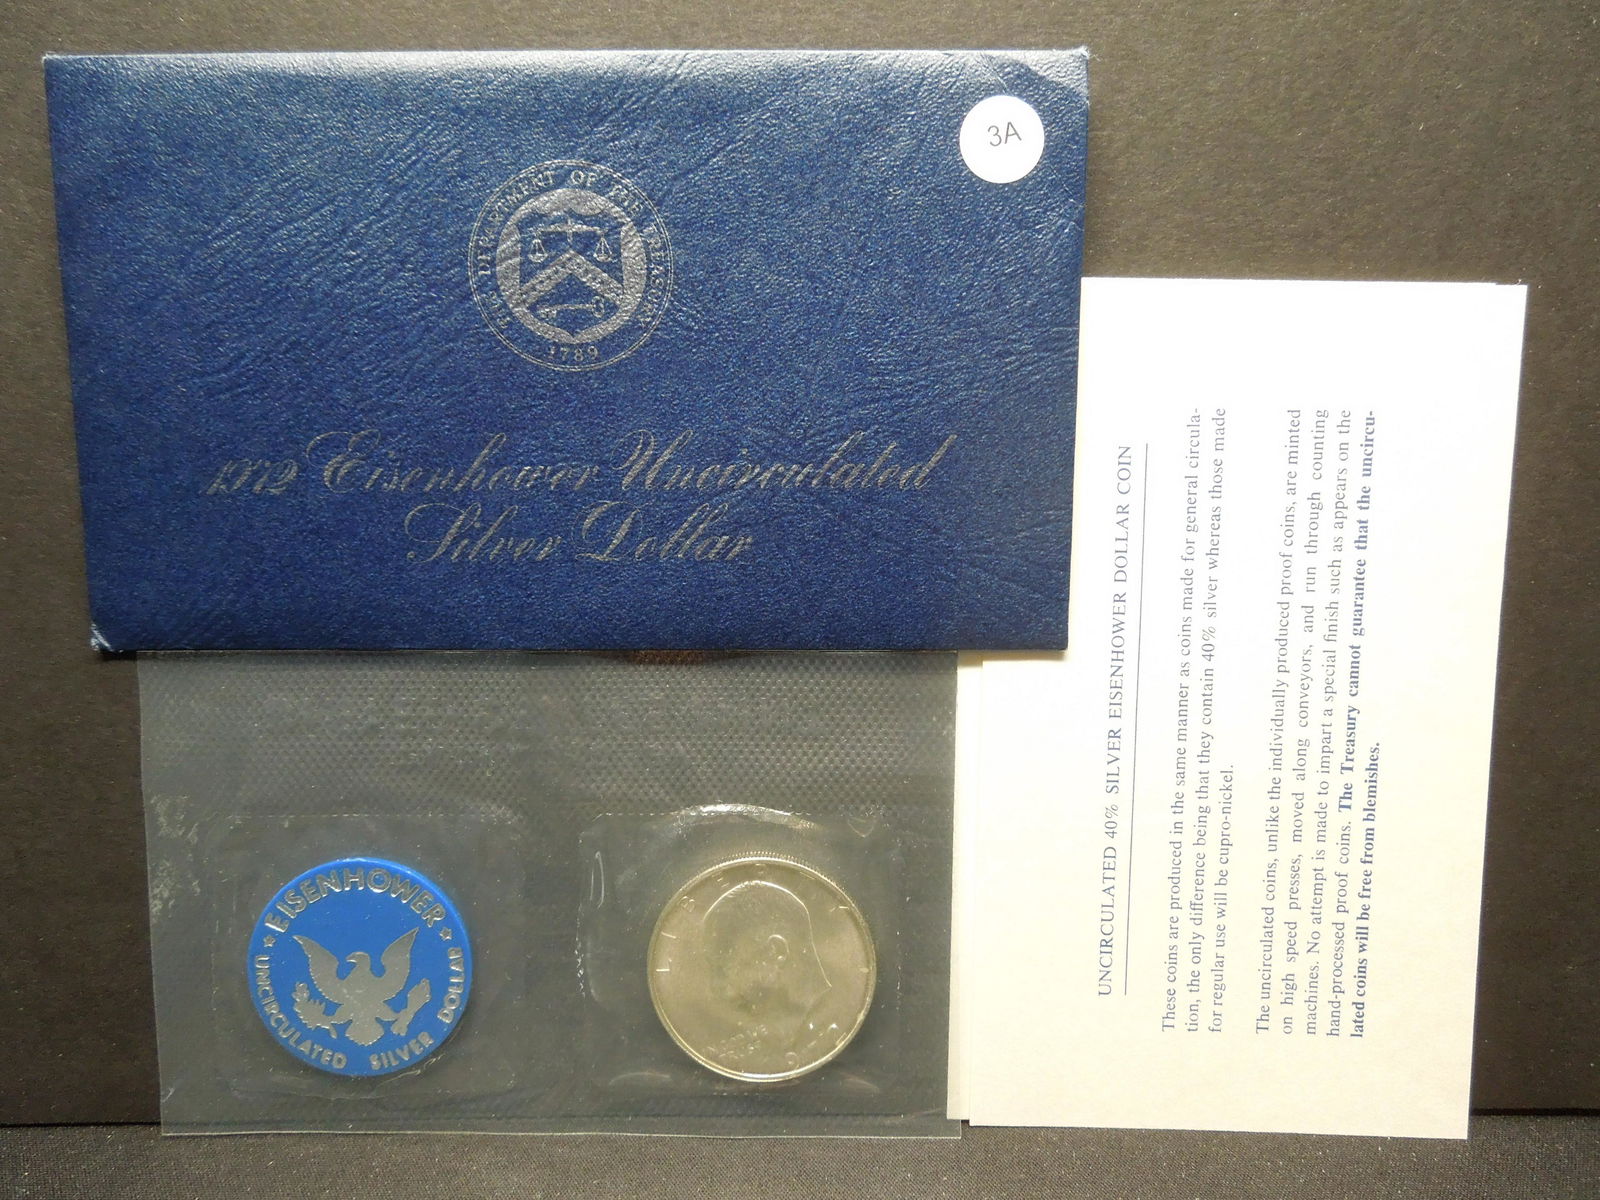 3A
THE DEPARTMENT OF THE TREASURY
1789
1972 Eisenhower Uncirculated
Silver Dollar
EISENHOWER
UNCIRCULATED SILVER DOLLAR
LIBERTY
UNCIRCULATED 40% SILVER EISENHOWER DOLLAR COIN
These coins are produced in the same manner as coins made for general circula-
tion, the only difference being that they contain 40% silver whereas those made
for regular use will be cupro-nickel.
The uncirculated coins, unlike the individually produced proof coins, are minted
on high speed presses, moved along conveyors, and run through counting
machines. No attempt is made to impart a special finish such as appears on the
hand-processed proof coins. The Treasury cannot guarantee that the uncircu-
lated coins will be free from blemishes.